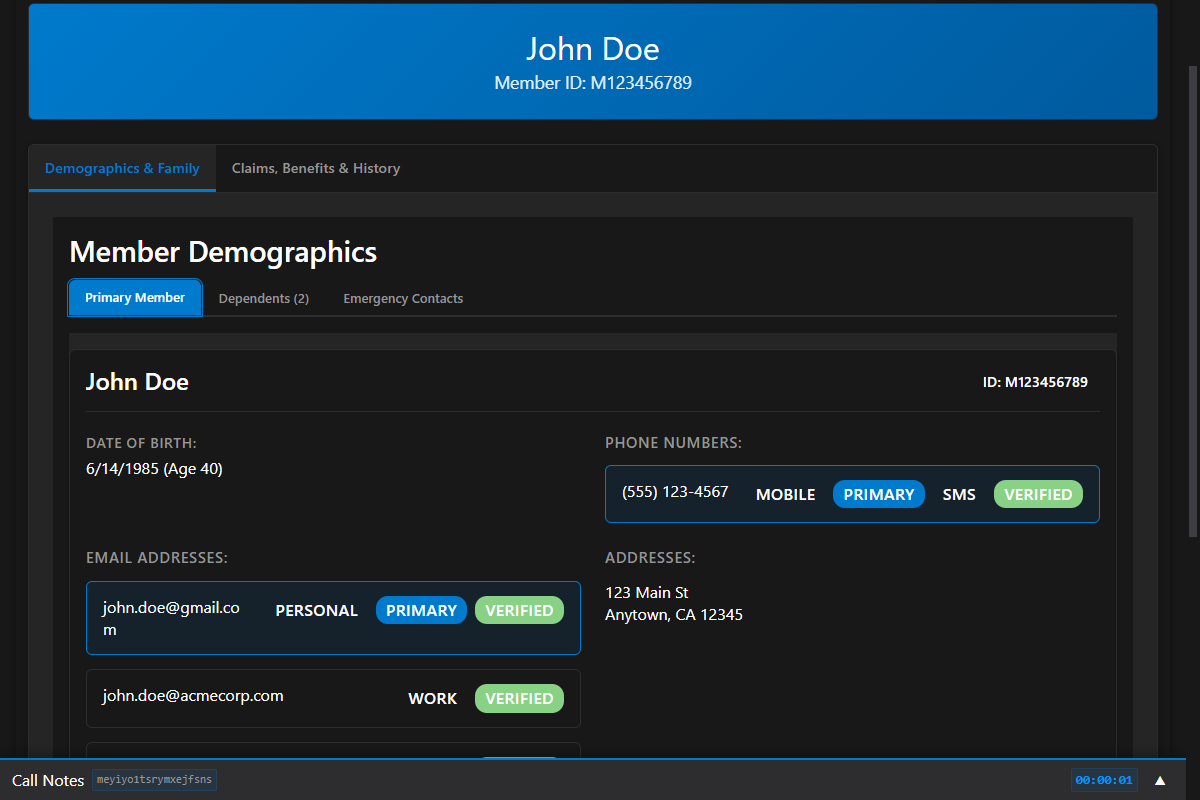 John Doe
Member ID: M123456789
Demographics & Family
Claims, Benefits & History
Member Demographics
Primary Member
Dependents (2)
Emergency Contacts
John Doe
ID: M123456789
DATE OF BIRTH:
6/14/1985 (Age 40)
PHONE NUMBERS:
(555) 123-4567 MOBILE PRIMARY SMS VERIFIED
EMAIL ADDRESSES:
john.doe@gmail.co
m
PERSONAL PRIMARY VERIFIED
john.doe@acmecorp.com WORK VERIFIED
ADDRESSES:
123 Main St
Anytown, CA 12345
Call Notes meyiyo1tsrymxejfsns 00:00:01 ▲